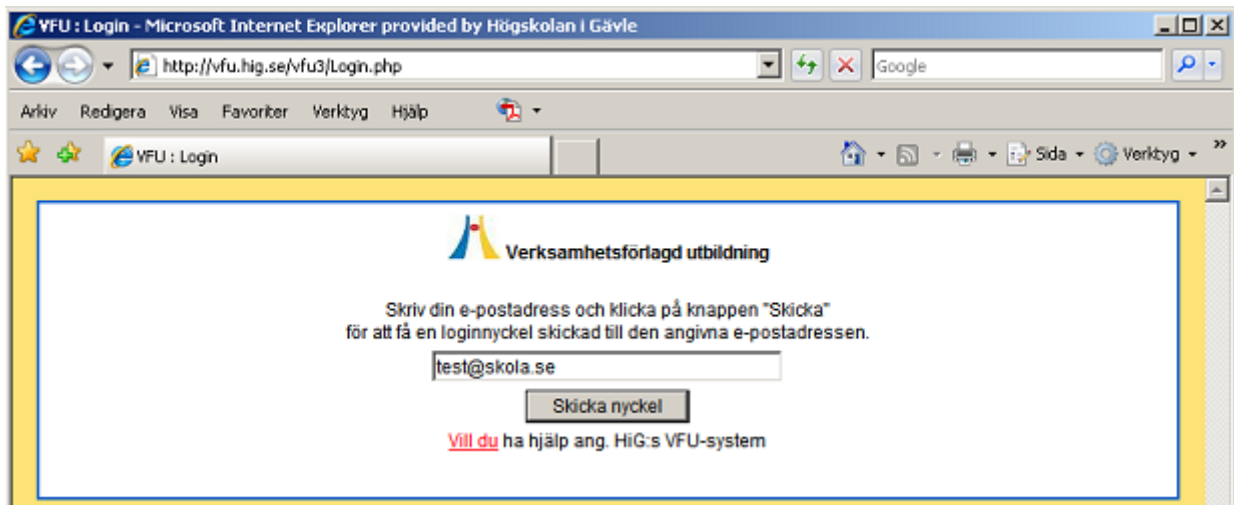 VFU : Login - Microsoft Internet Explorer provided by Högskolan i Gävle
http://vfu.hig.se/vfu3/Login.php
Google
Arkiv Redigera Visa Favoriter Verktyg Hjälp
VFU : Login
Sida
Verktyg
Verksamhetsförlagd utbildning
Skriv din e-postadress och klicka på knappen "Skicka"
för att få en loginnyckel skickad till den angivna e-postadressen.
test@skola.se
Skicka nyckel
Vill du ha hjälp ang. HiG:s VFU-system